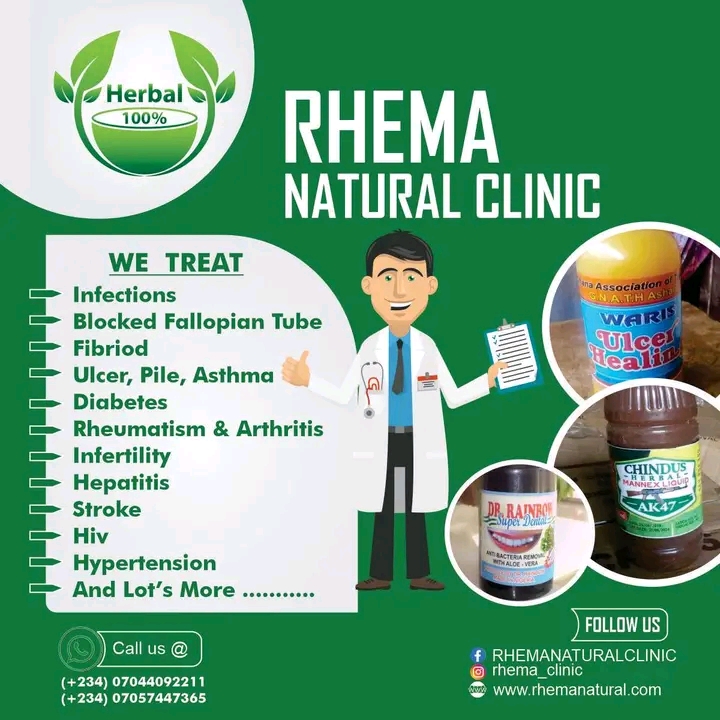 Herbal
100%
RHEMA
NATURAL CLINIC
WE TREAT
Infections
Blocked Fallopian Tube
Fibriod
Ulcer, Pile, Asthma
Diabetes
Rheumatism & Arthritis
Infertility
Hepatitis
Stroke
Hiv
Hypertension
And Lot's More ...........
Association of
WARIS
Ulcer
CHINDUS
HERBAL
MANNEX LIQUID
AK47
DR. RAINBOW
Super Dental
ANTI BACTERIA REMOVAL
WITH ALOE - VERA
Call us @
(+234) 07044092211
(+234) 07057447365
FOLLOW US
RHEMANATURALCLINIC
rhema_clinic
www.rhemanatural.com